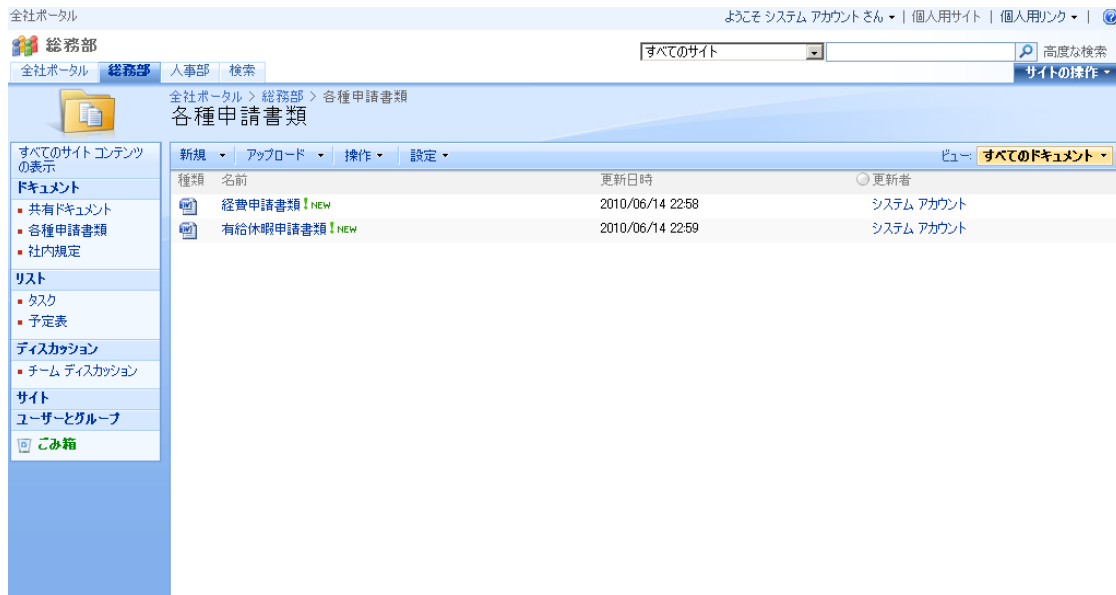 全社ポータル
ようこそ システム アカウント さん | 個人用サイト | 個人用リンク |
総務部
すべてのサイト
高度な検索
全社ポータル 総務部 人事部 検索
サイトの操作
全社ポータル > 総務部 > 各種申請書類
各種申請書類
すべてのサイト コンテンツ
の表示
新規 アップロード 操作 設定
ビュー: すべてのドキュメント
種類 名前 更新日時 更新者
経費申請書類 ! NEW 2010/06/14 22:58 システム アカウント
有給休暇申請書類 ! NEW 2010/06/14 22:59 システム アカウント
ドキュメント
共有ドキュメント
各種申請書類
社内規定
リスト
タスク
予定表
ディスカッション
チーム ディスカッション
サイト
ユーザーとグループ
ごみ箱